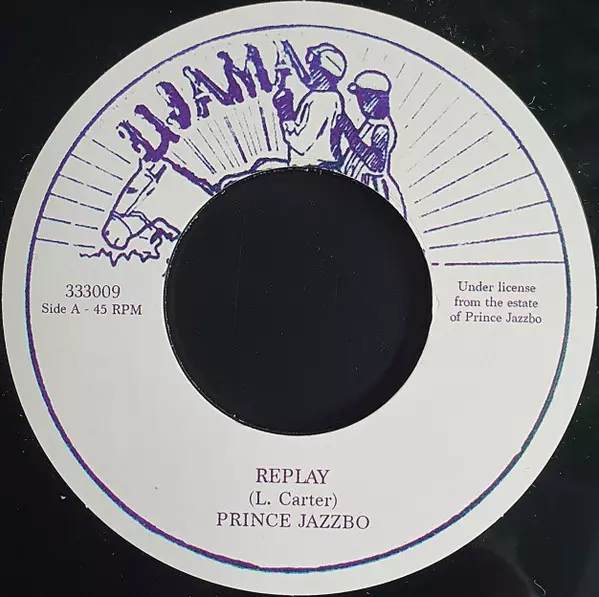 UJAMA
333009
Side A - 45 RPM
Under license
from the estate
of Prince Jazzbo
REPLAY
(L. Carter)
PRINCE JAZZBO